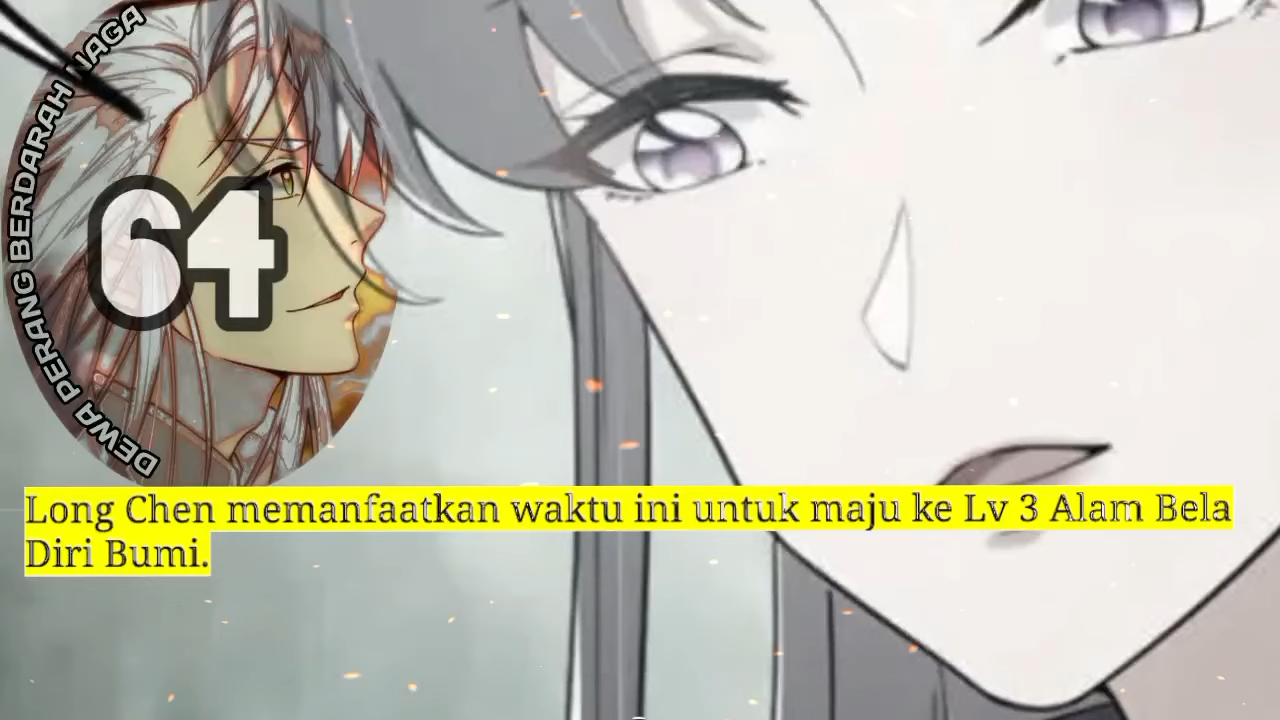 DEWA PERANG BERDARAH NAGA
64
Long Chen memanfaatkan waktu ini untuk maju ke Lv 3 Alam Bela
Diri Bumi.